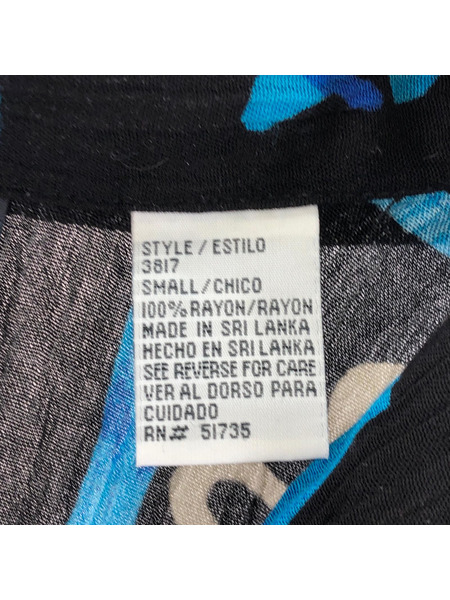 STYLE / ESTILO
3817
SMALL / CHICO
100% RAYON/RAYON
MADE IN SRI LANKA
HECHO EN SRI LANKA
SEE REVERSE FOR CARE
VER AL DORSO PARA
CUIDADO
RN# 51735